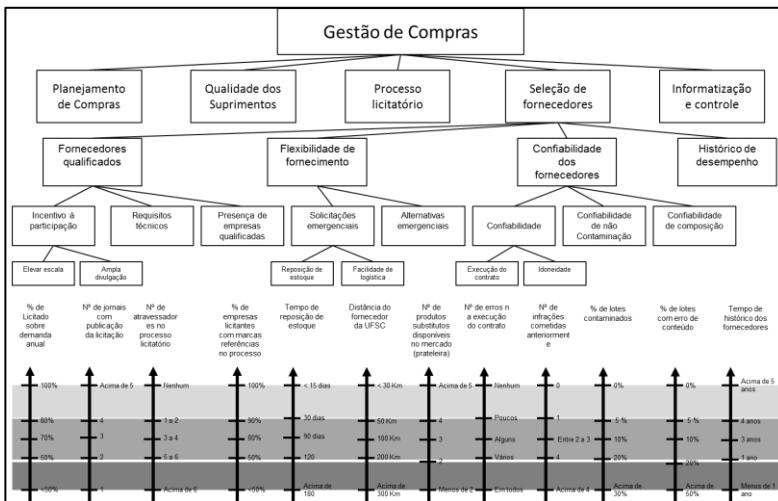 Gestão de Compras
Planejamento
de Compras
Qualidade dos
Suprimentos
Processo
licitatório
Seleção de
fornecedores
Informatização
e controle
Fornecedores
qualificados
Flexibilidade de
fornecimento
Confiabilidade
dos
fornecedores
Histórico de
desempenho
Incentivo à
participação
Requisitos
técnicos
Presença de
empresas
qualificadas
Solicitações
emergenciais
Alternativas
emergenciais
Confiabilidade
Confiabilidade
de não
Contaminação
Confiabilidade
de composição
Elevar escala
Ampla
divulgação
Reposição de
estoque
Facilidade de
logística
Execução do
contrato
Idoneidade
% de
Licitado
sobre
demanda
anual
Nº de jornais
com
publicação
da licitação
Nº de
atravessador
es no
processo
licitatório
% de
empresas
licitantes
com marcas
referências
no processo
Tempo de
reposição de
estoque
Distância do
fornecedor
da UFSC
Nº de
produtos
substitutos
disponíveis
no mercado
(prateleira)
Nº de erros n
a execução
do contrato
Nº de
infrações
cometidas
anteriorment
e
% de lotes
contaminados
% de lotes
com erro de
conteúdo
Tempo de
histórico dos
fornecedores
100%
Acima de 5
Nenhum
100%
< 15 dias
< 30 Km
Acima de 5
Nenhum
0
0%
0%
Acima de 5
anos
80%
4
1 a 2
90%
30 dias
50 Km
4
Poucos
1
5 %
5 %
4 anos
70%
3
3 a 4
80%
90 dias
100 Km
3
Alguns
Entre 2 a 3
10%
10%
3 anos
50%
2
5 a 6
50%
120
200 Km
2
Vários
4
20%
20%
1 ano
<50%
1
Acima de 6
<50%
Acima de
180
Acima de
300 Km
Menos de 2
Em todos
Acima de 4
Acima de
30%
Acima de
50%
Menos de 1
ano